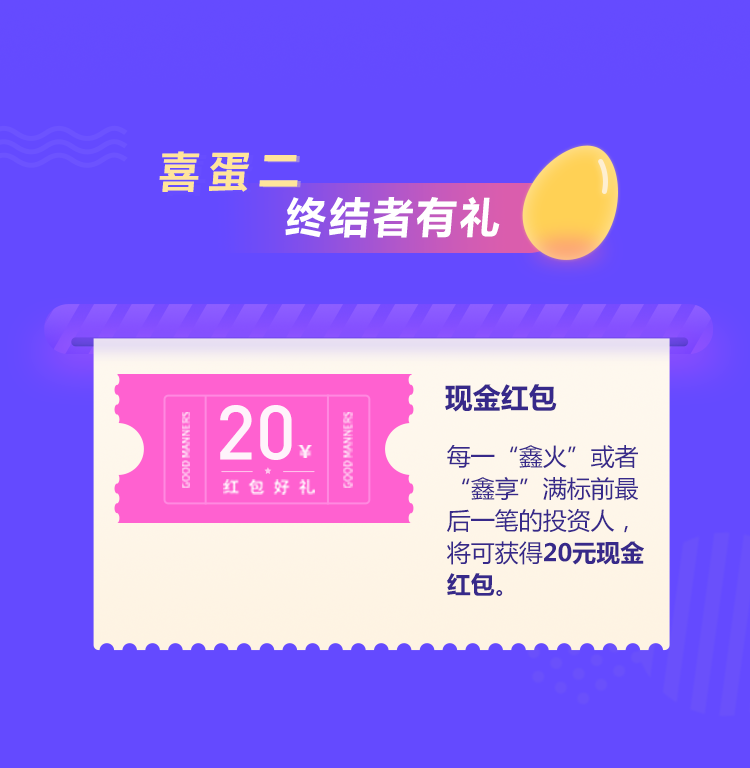 喜蛋二
终结者有礼
GOOD MANNERS
20¥
红包好礼
GOOD MANNERS
现金红包
每一“鑫火”或者
“鑫享”满标前最
后一笔的投资人，
将可获得20元现金
红包。